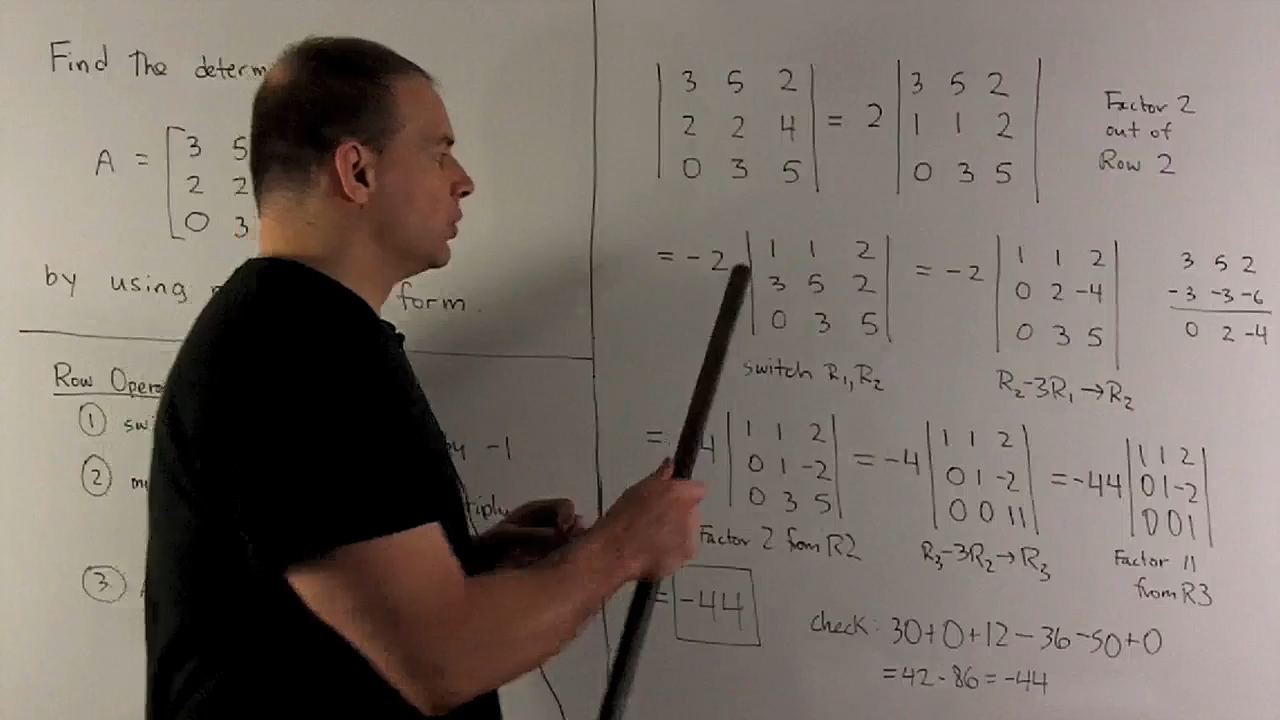 Find the
A = [ 3 5
2 2
0 3
by using form.
Row
① 
② 
-1
③
| 3 5 2 | = 2 | 3 5 2 | Factor 2
| 2 2 4 | | 1 1 2 | out of
| 0 3 5 | | 0 3 5 | Row 2
= -2 | 1 1 2 | = -2 | 1 1 2 | 3 5 2
| 3 5 2 | | 0 2 -4 | -3 -3 -6
| 0 3 5 | | 0 3 5 | 0 2 -4
switch R₁, R₂ R₂-3R₁→R₂
= 4 | 1 1 2 | = -4 | 1 1 2 | = -44 | 1 1 2 |
| 0 1 -2 | | 0 1 -2 | | 0 1 -2 |
| 0 3 5 | | 0 0 11 | | 0 0 1 |
Factor 2 from R2 R₃-3R₂→R₃ Factor 11
from R3
= -44
check: 30+0+12-36-50+0
=42-86=-44